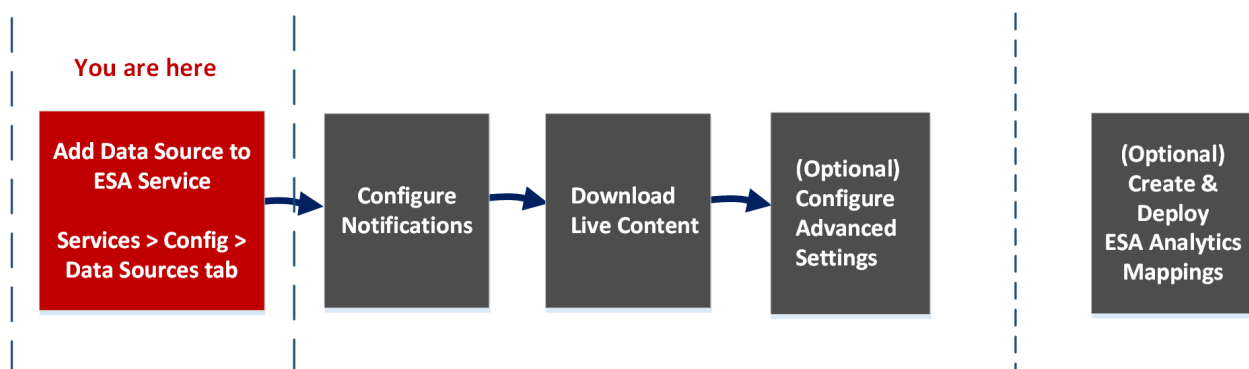 You are here
Add Data Source to
ESA Service
Services > Config >
Data Sources tab
Configure
Notifications
Download
Live Content
(Optional)
Configure
Advanced
Settings
(Optional)
Create &
Deploy
ESA Analytics
Mappings